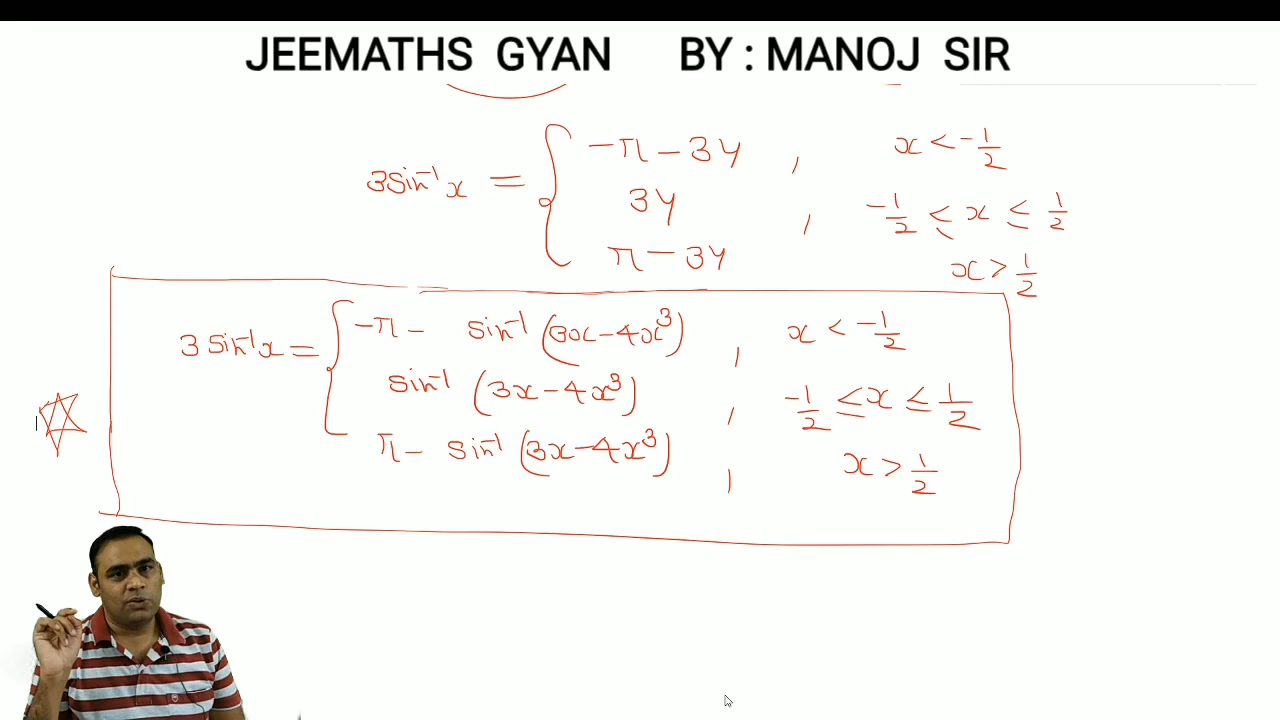 JEEMATHS GYAN BY : MANOJ SIR
3sin⁻¹x = { -π - 3y , x < -1/2
3y , -1/2 ≤ x ≤ 1/2
π - 3y x > 1/2
3 sin⁻¹x = { -π - sin⁻¹ (3x - 4x³) , x < -1/2
sin⁻¹ (3x - 4x³) , -1/2 ≤ x ≤ 1/2
π - sin⁻¹ (3x - 4x³) , x > 1/2